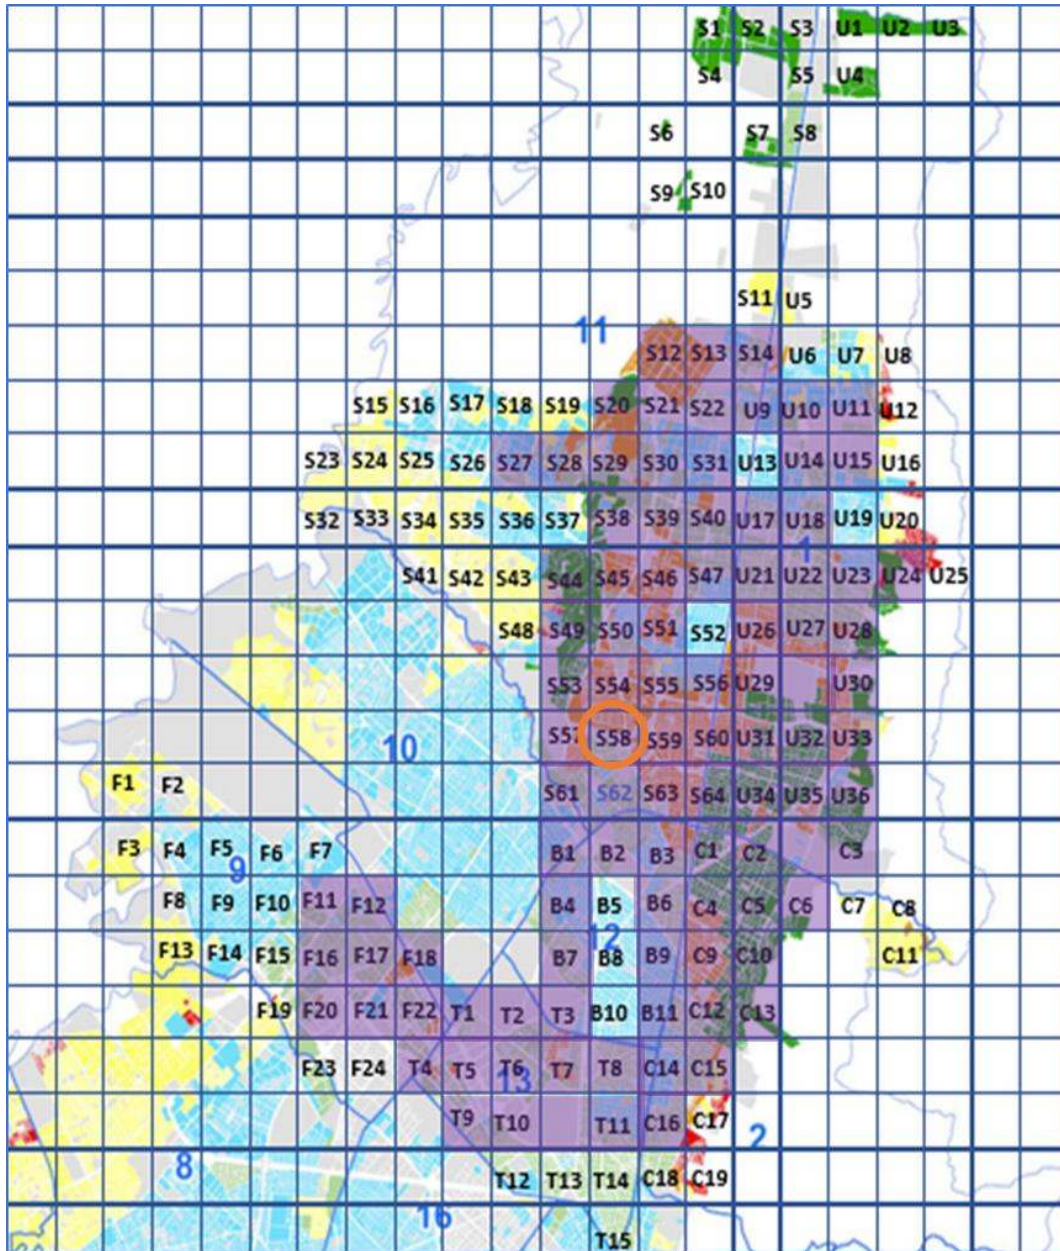 S1 S2 S3 U1 U2 U3
S4 S5 U4
S6 S7 S8
S9 S10
S11 U5
11
S12 S13 S14 U6 U7 U8
S15 S16 S17 S18 S19 S20 S21 S22 U9 U10 U11 U12
S23 S24 S25 S26 S27 S28 S29 S30 S31 U13 U14 U15 U16
S32 S33 S34 S35 S36 S37 S38 S39 S40 U17 U18 U19 U20
1
S41 S42 S43 S44 S45 S46 S47 U21 U22 U23 U24 U25
S48 S49 S50 S51 S52 U26 U27 U28
S53 S54 S55 S56 U29 U30
S57 S58 S59 S60 U31 U32 U33
10
F1 F2 S61 S62 S63 S64 U34 U35 U36
F3 F4 F5 F6 F7 B1 B2 B3 C1 C2 C3
9
F8 F9 F10 F11 F12 B4 B5 B6 C4 C5 C6 C7 C8
12
F13 F14 F15 F16 F17 F18 B7 B8 B9 C9 C10 C11
F19 F20 F21 F22 T1 T2 T3 B10 B11 C12 C13
F23 F24 T4 T5 T6 T7 T8 C14 C15
13
T9 T10 T11 C16 C17
2
8
T12 T13 T14 C18 C19
16
T15